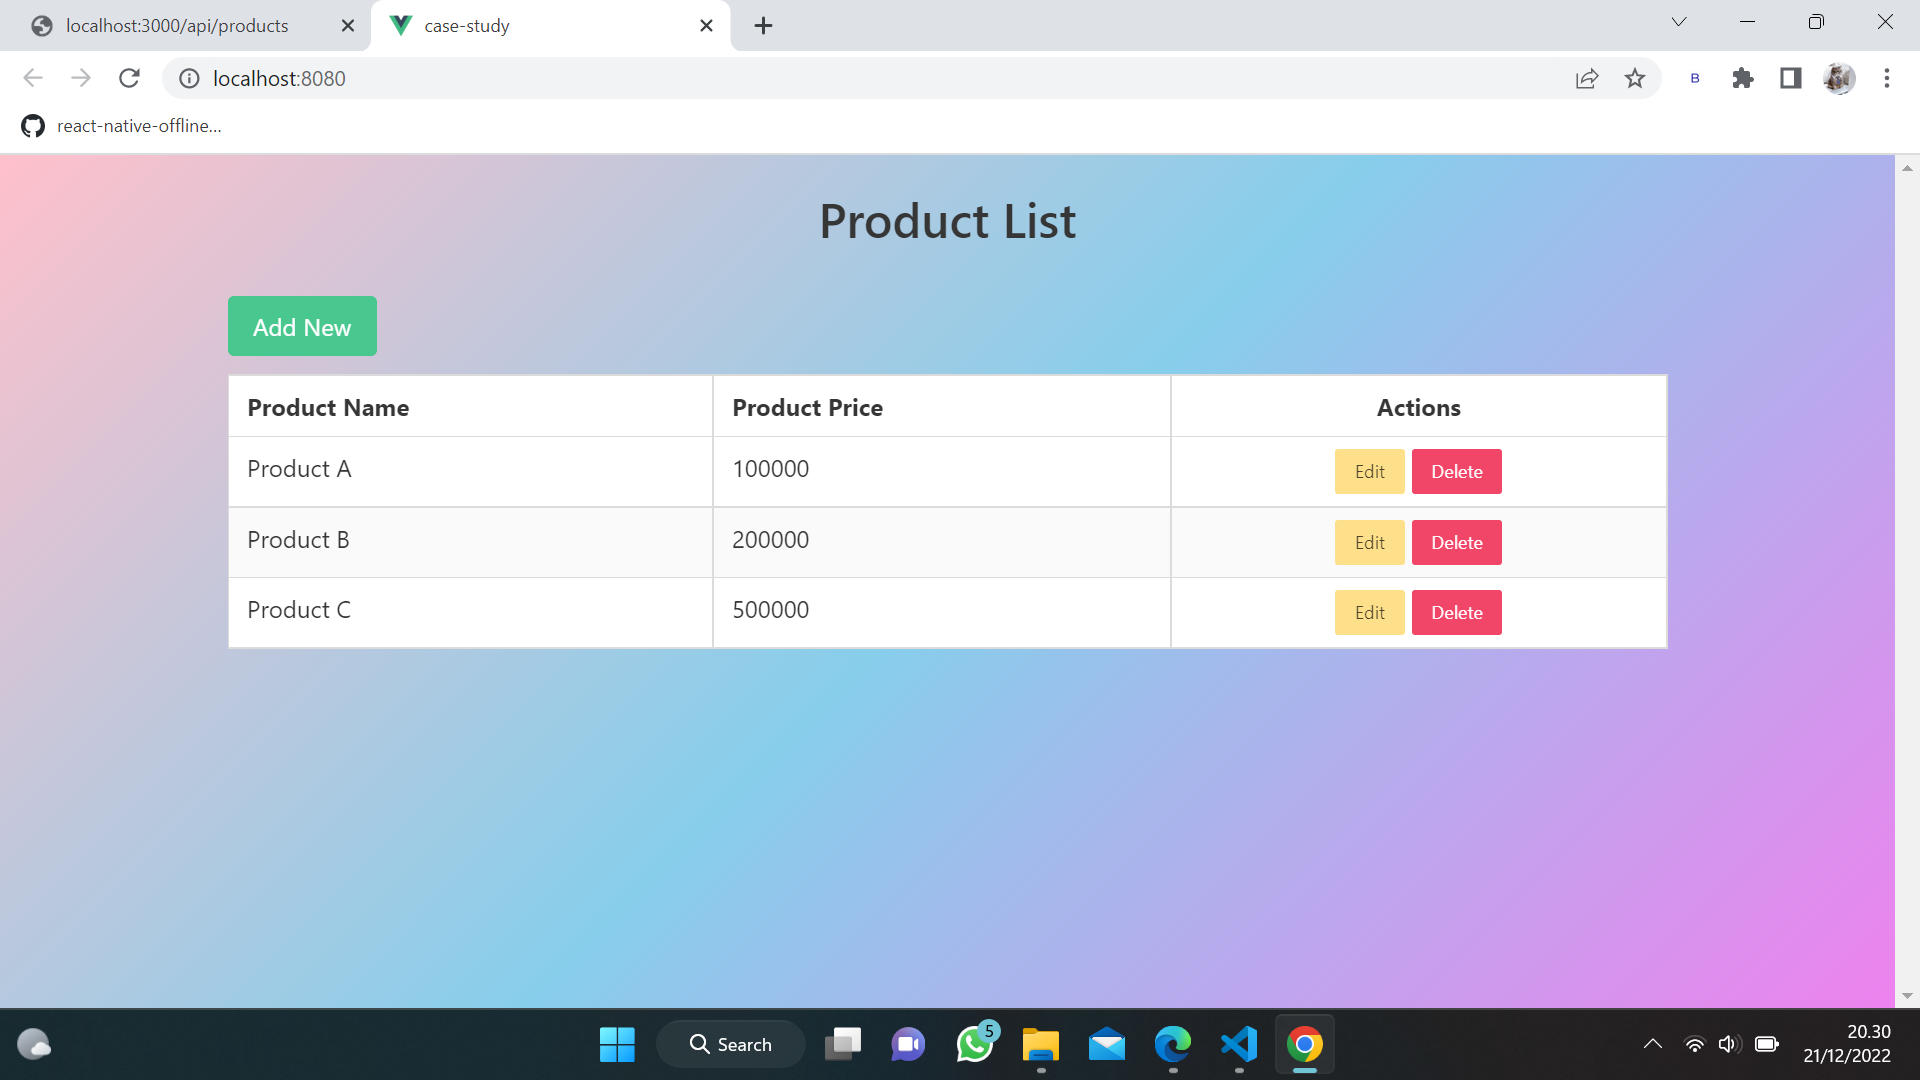 localhost:3000/api/products
case-study
localhost:8080
B
react-native-offline...
Product List
Add New
Product Name Product Price Actions
Product A 100000 Edit Delete
Product B 200000 Edit Delete
Product C 500000 Edit Delete
Search
5
20.30
21/12/2022